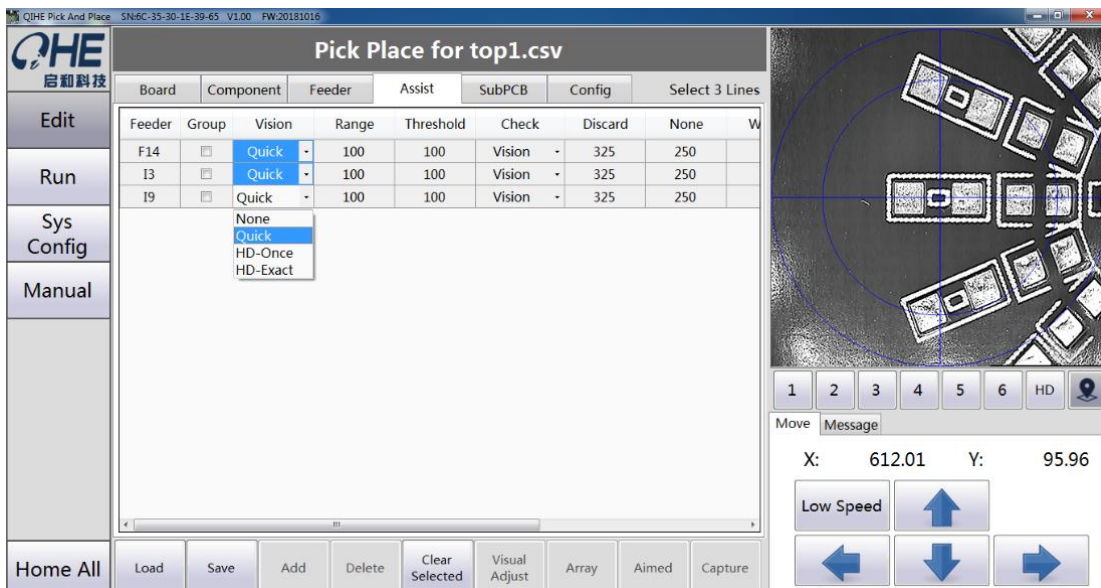 QIHE Pick And Place SN:6C-35-30-1E-39-65 V1.00 FW:20181016
QiHE
启和科技
Pick Place for top1.csv
Board Component Feeder Assist SubPCB Config Select 3 Lines
Edit
Run
Sys
Config
Manual
Home All
Feeder Group Vision Range Threshold Check Discard None W
F14 Quick 100 100 Vision 325 250
I3 Quick 100 100 Vision 325 250
I9 Quick 100 100 Vision 325 250
None
Quick
HD-Once
HD-Exact
Load Save Add Delete Clear Selected Visual Adjust Array Aimed Capture
1 2 3 4 5 6 HD
Move Message
X: 612.01 Y: 95.96
Low Speed